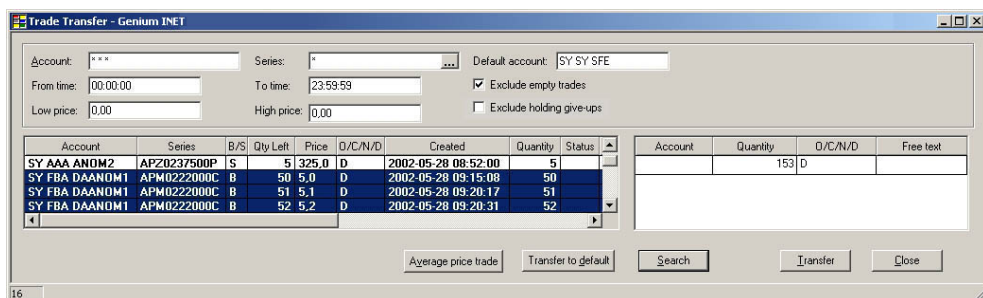 Trade Transfer - Genium INET
Account: * * * Series: * ... Default account: SY SY SFE
From time: 00:00:00 To time: 23:59:59 Exclude empty trades
Low price: 0,00 High price: 0,00 Exclude holding give-ups
Account Series B/S Qty Left Price O/C/N/D Created Quantity Status Account Quantity O/C/N/D Free text
SY AAA ANOM2 APZ0237500P S 5 325,0 D 2002-05-28 08:52:00 5 153 D
SY FBA DAANOM1 APM0222000C B 50 5,0 D 2002-05-28 09:15:08 50
SY FBA DAANOM1 APM0222000C B 51 5,1 D 2002-05-28 09:20:17 51
SY FBA DAANOM1 APM0222000C B 52 5,2 D 2002-05-28 09:20:31 52
Average price trade Transfer to default Search Transfer Close
16